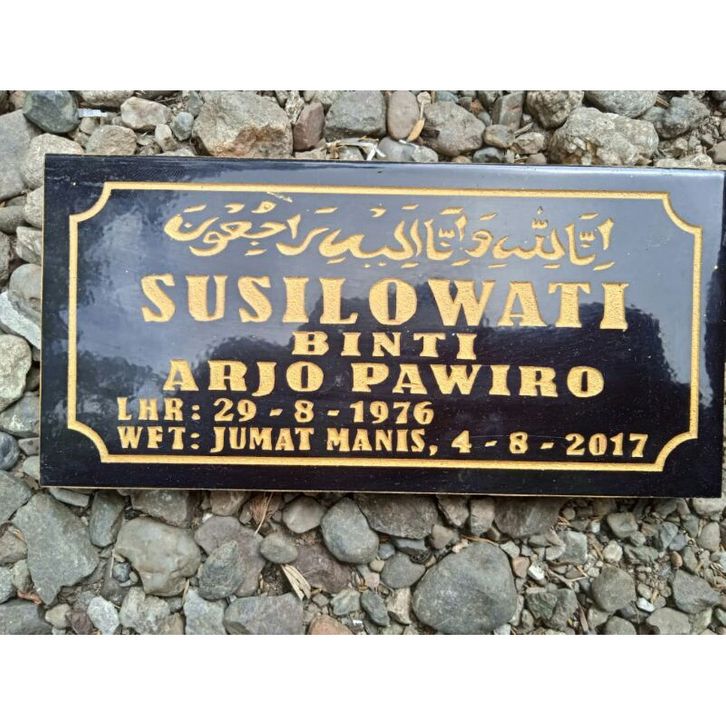 إنا لله وإنا إليه راجعون
SUSILOWATI
BINTI
ARJO PAWIRO
LHR: 29 - 8 - 1976
WFT: JUMAT MANIS, 4 - 8 - 2017